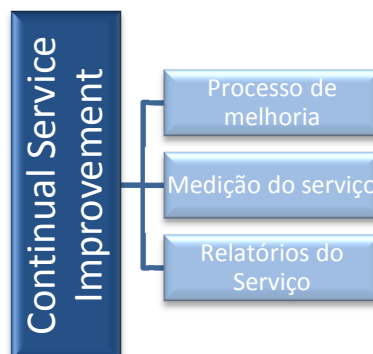 Continual Service
Improvement
Processo de
melhoria
Medição do serviço
Relatórios do
Serviço